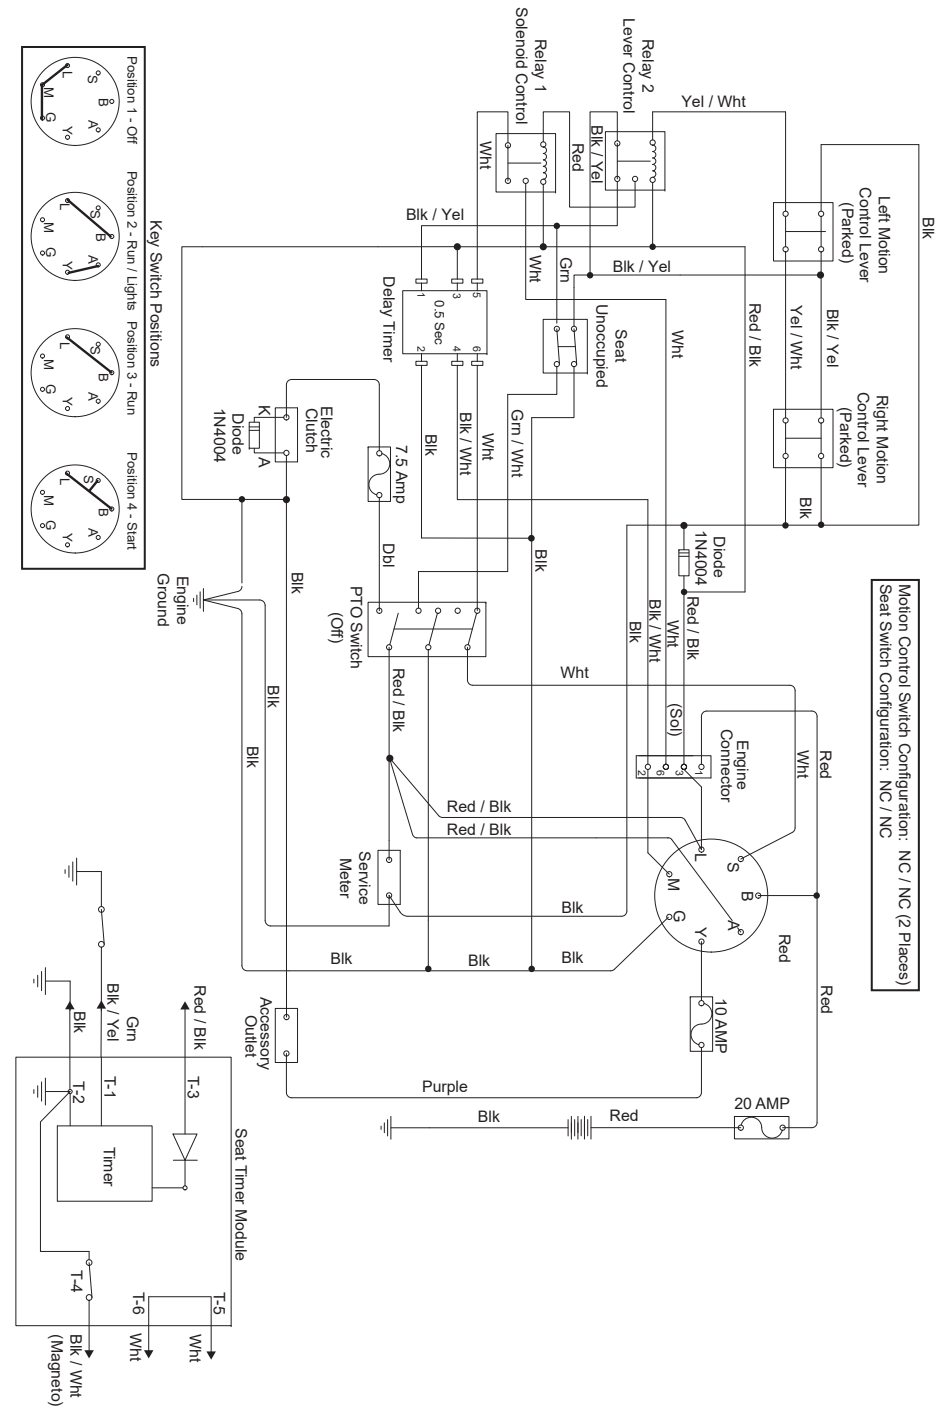 Motion Control Switch Configuration: NC / NC (2 Places)
Seat Switch Configuration: NC / NC
Blk
Left Motion
Control Lever
(Parked)
Blk / Yel
Yel / Wht
Right Motion
Control Lever
(Parked)
Blk
Yel / Wht
Relay 2
Lever Control
Relay 1
Solenoid Control
Blk / Yel
Red
Wht
Blk / Yel
Wht
Grn
Blk / Yel
Red / Blk
Wht
Seat
Unoccupied
Delay Timer
0.5 Sec
1
3
5
2
4
6
Wht
Blk / Wht
Blk
Grn / Wht
Blk
Diode
1N4004
Red / Blk
Wht
Blk / Wht
Blk
(Sol)
Engine
Connector
1
3
6
2
Red
Wht
Wht
Electric
Clutch
K
A
Diode
1N4004
7.5 Amp
Dbl
PTO Switch
(Off)
Red / Blk
Red / Blk
Red / Blk
Service
Meter
Engine
Ground
Blk
Blk
Blk
Blk
Blk
Blk
Blk
S
L
B
M
A
G
Y
Red
Red
10 AMP
20 AMP
Red
Blk
Purple
Accessory
Outlet
Key Switch Positions
Position 1 - Off
B
S
A
L
M
G
Y
Position 2 - Run / Lights
B
S
A
L
M
G
Y
Position 3 - Run
B
S
A
L
M
G
Y
Position 4 - Start
B
S
A
L
M
G
Y
Seat Timer Module
Red / Blk
T-3
Grn
Blk / Yel
T-1
Blk
T-2
Timer
T-4
T-5
T-6
Wht
Wht
Blk / Wht
(Magneto)